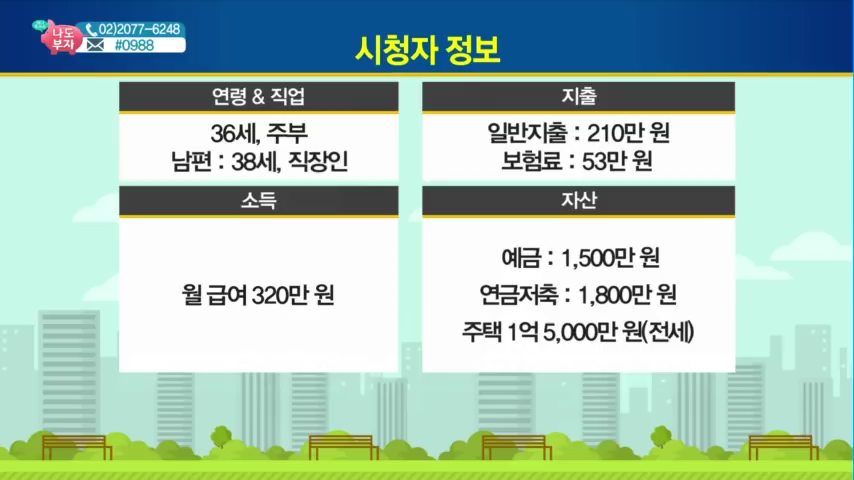 나도
부자
02)2077-6248
#0988
시청자 정보
연령 & 직업
36세, 주부
남편 : 38세, 직장인
지출
일반지출 : 210만 원
보험료 : 53만 원
소득
월 급여 320만 원
자산
예금 : 1,500만 원
연금저축 : 1,800만 원
주택 1억 5,000만 원(전세)